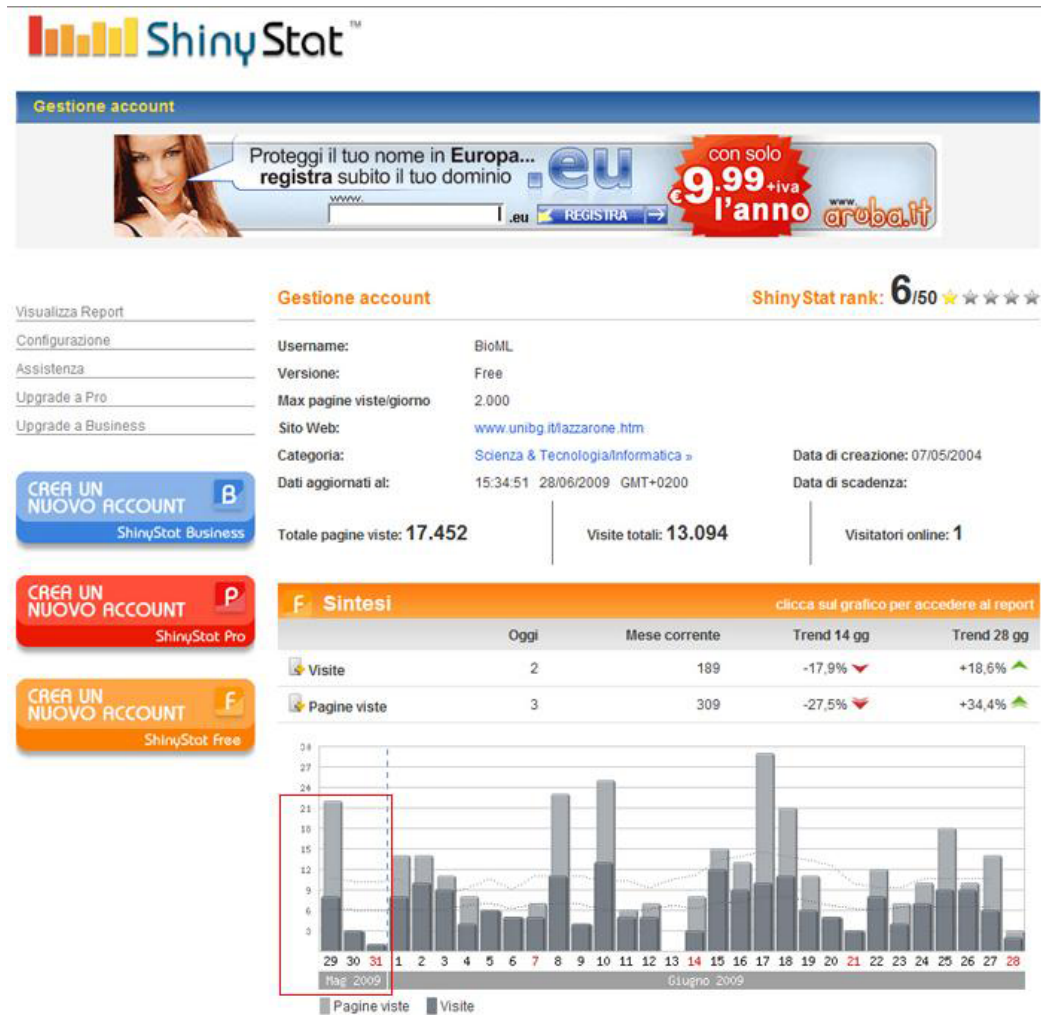 ShinyStat™
Gestione account
Proteggi il tuo nome in Europa...
registra subito il tuo dominio
.eu
www.
.eu REGISTRA
con solo
€9.99+iva
l'anno
www.aruba.it
Visualizza Report
Configurazione
Assistenza
Upgrade a Pro
Upgrade a Business
CREA UN
NUOVO ACCOUNT
B
ShinyStat Business
CREA UN
NUOVO ACCOUNT
P
ShinyStat Pro
CREA UN
NUOVO ACCOUNT
F
ShinyStat Free
Gestione account
ShinyStat rank: 6/50
Username: BioML
Versione: Free
Max pagine viste/giorno 2.000
Sito Web: www.unibg.it/lazzarone.htm
Categoria: Scienza & Tecnologia/Informatica » Data di creazione: 07/05/2004
Dati aggiornati al: 15:34:51 28/06/2009 GMT+0200 Data di scadenza:
Totale pagine viste: 17.452 Visite totali: 13.094 Visitatori online: 1
F Sintesi clicca sul grafico per accedere al report
Oggi Mese corrente Trend 14 gg Trend 28 gg
Visite 2 189 -17,9% +18,6%
Pagine viste 3 309 -27,5% +34,4%
30
27
24
21
18
15
12
9
6
3
29 30 31 1 2 3 4 5 6 7 8 9 10 11 12 13 14 15 16 17 18 19 20 21 22 23 24 25 26 27 28
Mag 2009 Giugno 2009
Pagine viste Visite